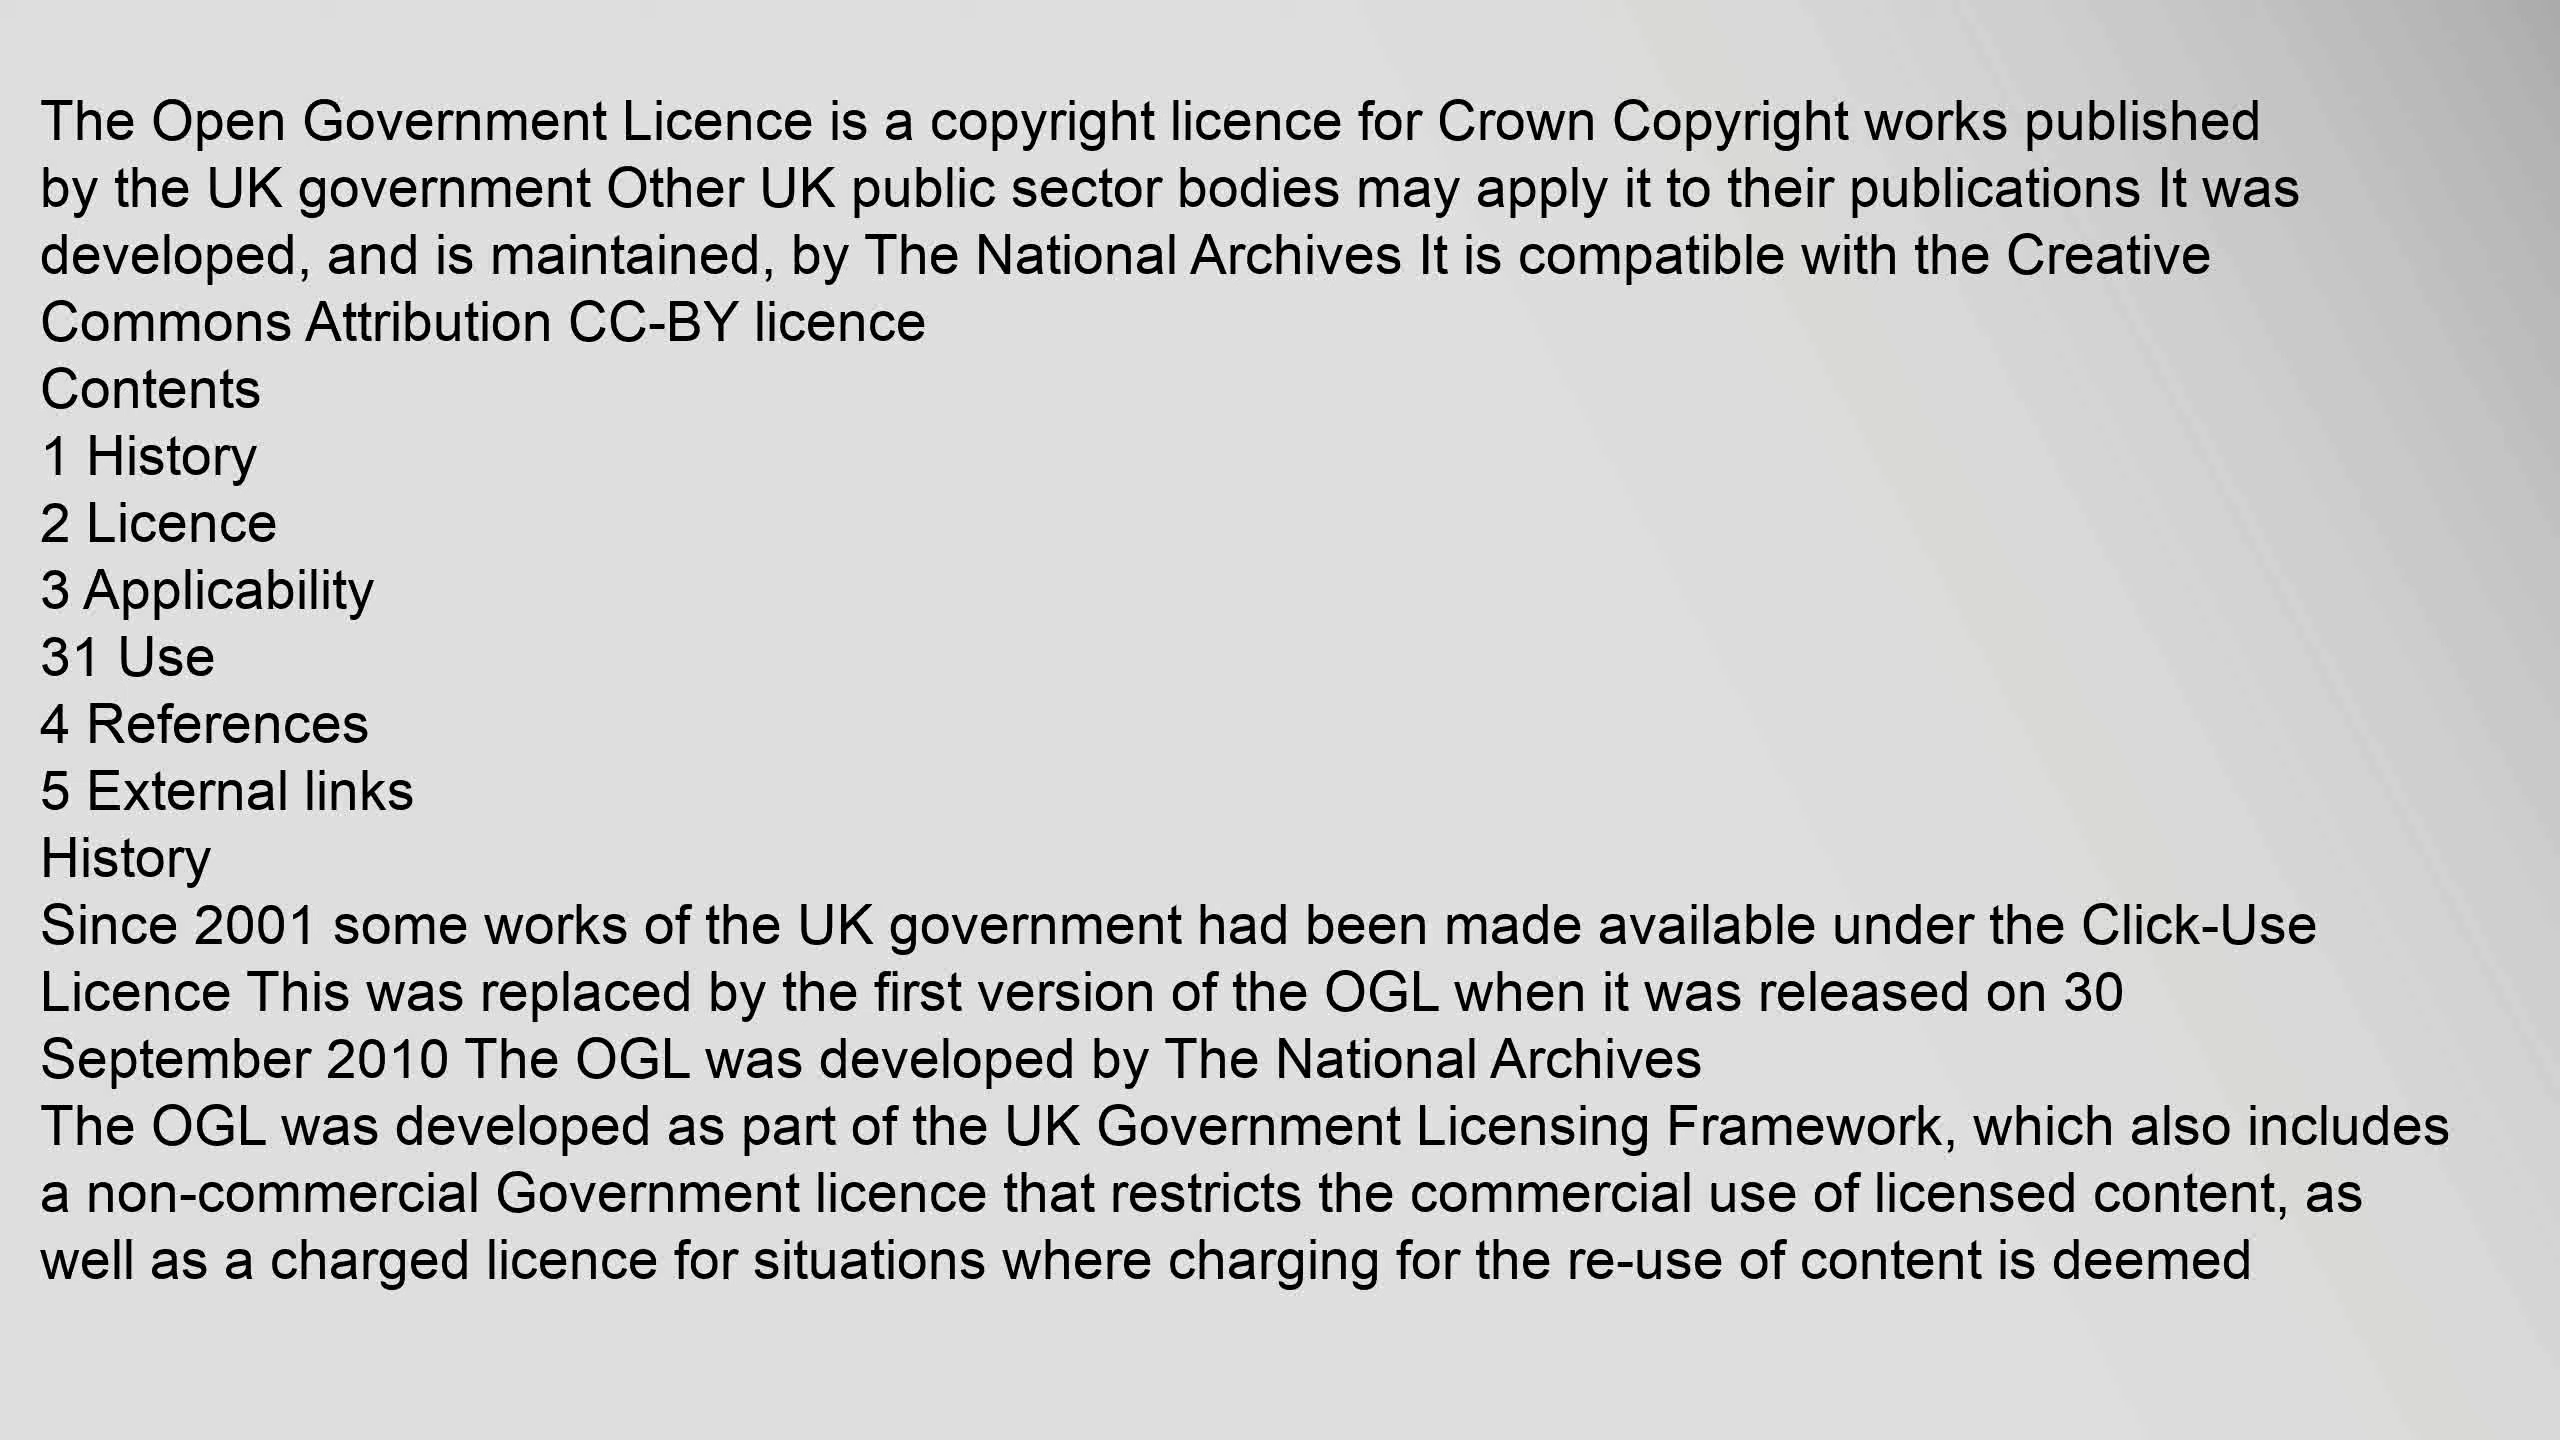 The Open Government Licence is a copyright licence for Crown Copyright works published
by the UK government Other UK public sector bodies may apply it to their publications It was
developed, and is maintained, by The National Archives It is compatible with the Creative
Commons Attribution CC-BY licence
Contents
1 History
2 Licence
3 Applicability
31 Use
4 References
5 External links
History
Since 2001 some works of the UK government had been made available under the Click-Use
Licence This was replaced by the first version of the OGL when it was released on 30
September 2010 The OGL was developed by The National Archives
The OGL was developed as part of the UK Government Licensing Framework, which also includes
a non-commercial Government licence that restricts the commercial use of licensed content, as
well as a charged licence for situations where charging for the re-use of content is deemed